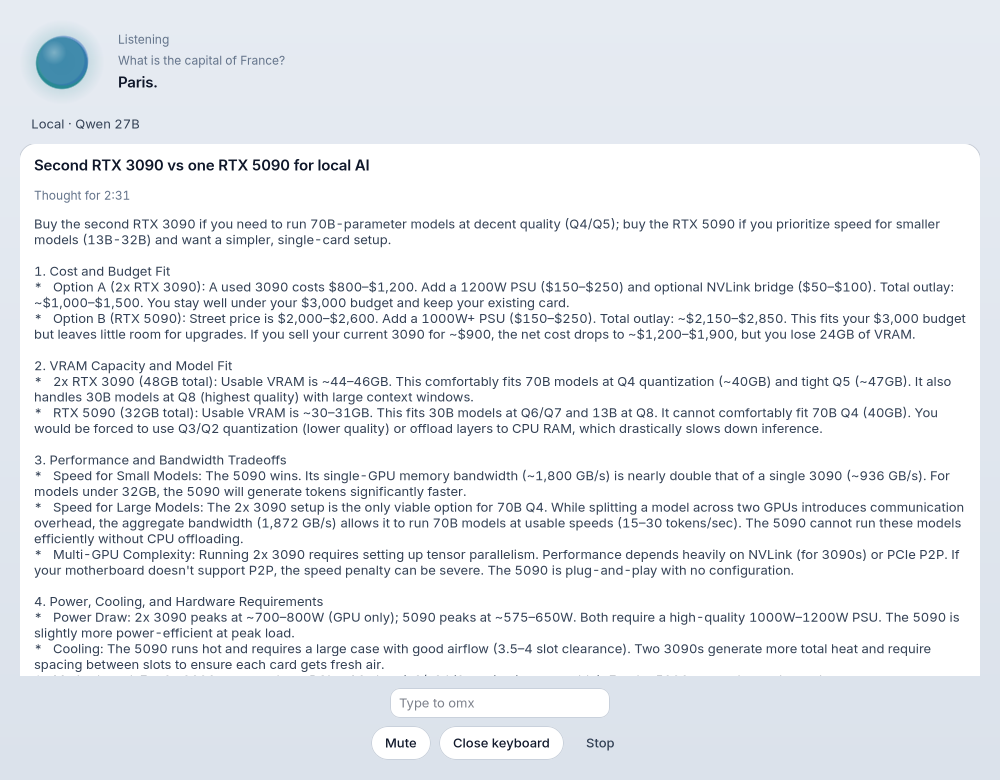 Listening
What is the capital of France?
Paris.
Local · Qwen 27B
Second RTX 3090 vs one RTX 5090 for local AI
Thought for 2:31
Buy the second RTX 3090 if you need to run 70B-parameter models at decent quality (Q4/Q5); buy the RTX 5090 if you prioritize speed for smaller
models (13B-32B) and want a simpler, single-card setup.
1. Cost and Budget Fit
* Option A (2x RTX 3090): A used 3090 costs $800–$1,200. Add a 1200W PSU ($150–$250) and optional NVLink bridge ($50–$100). Total outlay:
~$1,000–$1,500. You stay well under your $3,000 budget and keep your existing card.
* Option B (RTX 5090): Street price is $2,000–$2,600. Add a 1000W+ PSU ($150–$250). Total outlay: ~$2,150–$2,850. This fits your $3,000 budget
but leaves little room for upgrades. If you sell your current 3090 for ~$900, the net cost drops to ~$1,200–$1,900, but you lose 24GB of VRAM.
2. VRAM Capacity and Model Fit
* 2x RTX 3090 (48GB total): Usable VRAM is ~44–46GB. This comfortably fits 70B models at Q4 quantization (~40GB) and tight Q5 (~47GB). It also
handles 30B models at Q8 (highest quality) with large context windows.
* RTX 5090 (32GB total): Usable VRAM is ~30–31GB. This fits 30B models at Q6/Q7 and 13B at Q8. It cannot comfortably fit 70B Q4 (40GB). You
would be forced to use Q3/Q2 quantization (lower quality) or offload layers to CPU RAM, which drastically slows down inference.
3. Performance and Bandwidth Tradeoffs
* Speed for Small Models: The 5090 wins. Its single-GPU memory bandwidth (~1,800 GB/s) is nearly double that of a single 3090 (~936 GB/s). For
models under 32GB, the 5090 will generate tokens significantly faster.
* Speed for Large Models: The 2x 3090 setup is the only viable option for 70B Q4. While splitting a model across two GPUs introduces communication
overhead, the aggregate bandwidth (1,872 GB/s) allows it to run 70B models at usable speeds (15–30 tokens/sec). The 5090 cannot run these models
efficiently without CPU offloading.
* Multi-GPU Complexity: Running 2x 3090 requires setting up tensor parallelism. Performance depends heavily on NVLink (for 3090s) or PCIe P2P. If
your motherboard doesn't support P2P, the speed penalty can be severe. The 5090 is plug-and-play with no configuration.
4. Power, Cooling, and Hardware Requirements
* Power Draw: 2x 3090 peaks at ~700–800W (GPU only); 5090 peaks at ~575–650W. Both require a high-quality 1000W–1200W PSU. The 5090 is
slightly more power-efficient at peak load.
* Cooling: The 5090 runs hot and requires a large case with good airflow (3.5–4 slot clearance). Two 3090s generate more total heat and require
spacing between slots to ensure each card gets fresh air.
Type to omx
Mute
Close keyboard
Stop